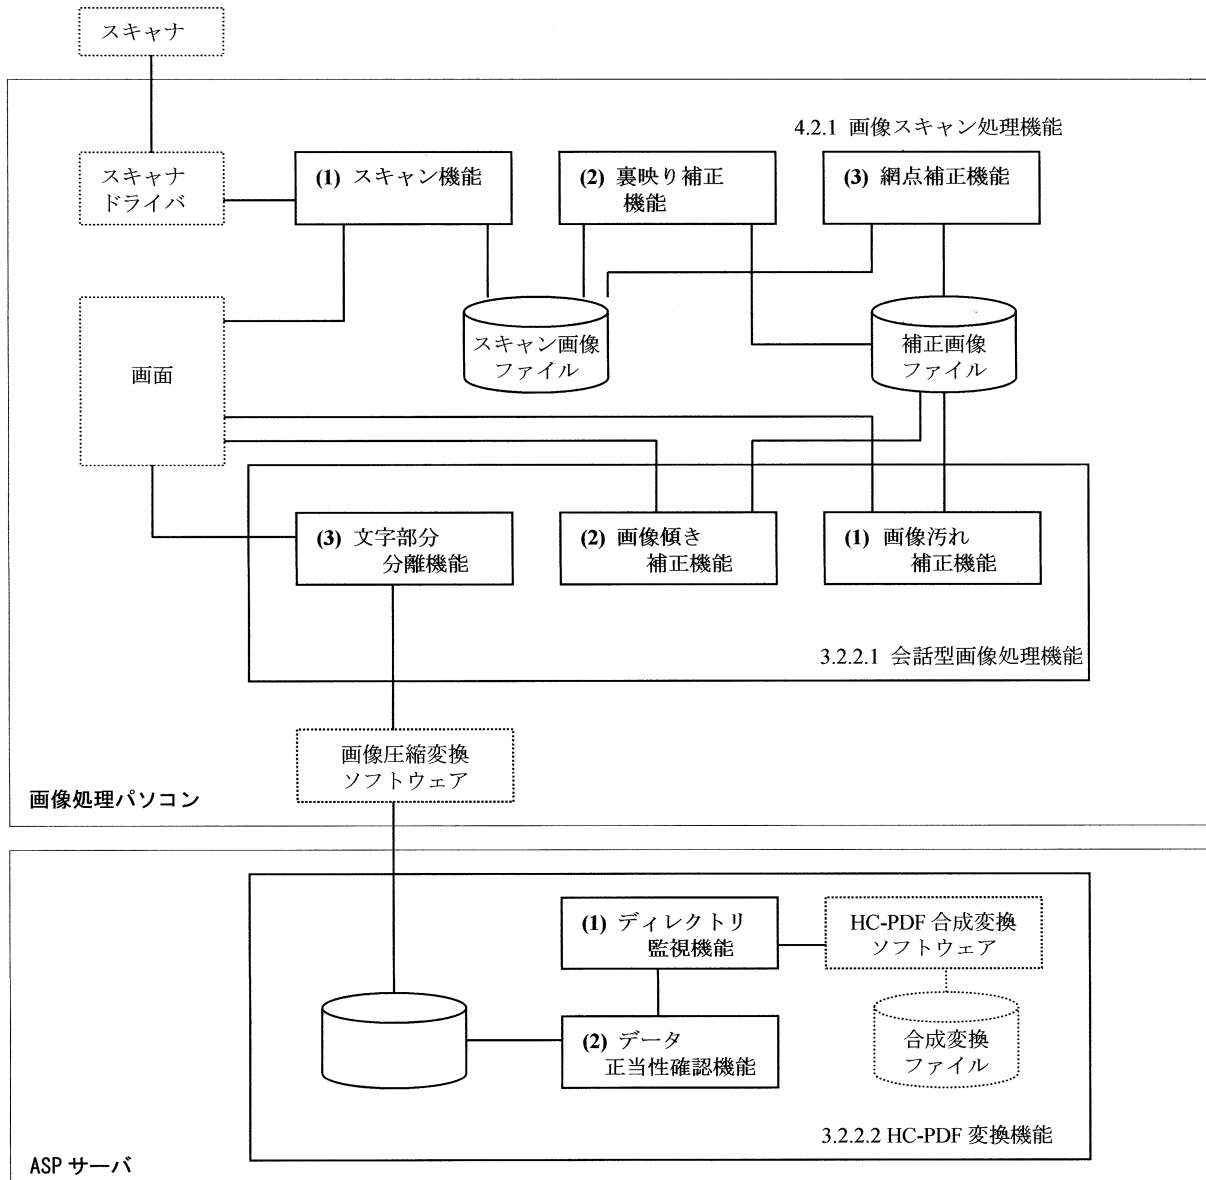 スキャナ
4.2.1 画像スキャン処理機能
スキャナ
ドライバ
(1) スキャン機能
(2) 裏映り補正
機能
(3) 網点補正機能
画面
スキャン画像
ファイル
補正画像
ファイル
(3) 文字部分
分離機能
(2) 画像傾き
補正機能
(1) 画像汚れ
補正機能
3.2.2.1 会話型画像処理機能
画像圧縮変換
ソフトウェア
画像処理パソコン
(1) ディレクトリ
監視機能
HC-PDF 合成変換
ソフトウェア
(2) データ
正当性確認機能
合成変換
ファイル
3.2.2.2 HC-PDF 変換機能
ASP サーバ